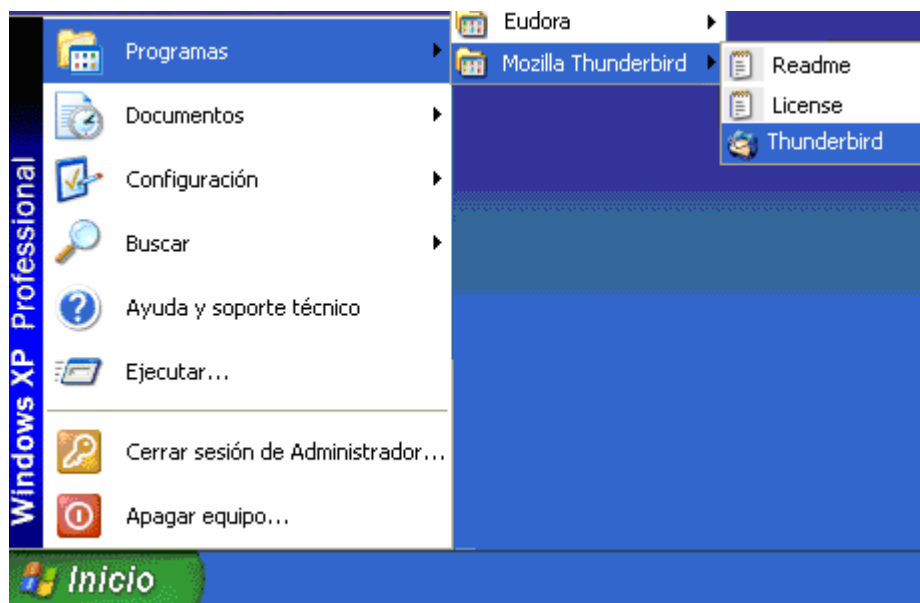 Programas
Documentos
Configuración
Buscar
Ayuda y soporte técnico
Ejecutar...
Cerrar sesión de Administrador...
Apagar equipo...
Windows XP Professional
Inicio
Eudora
Mozilla Thunderbird
Readme
License
Thunderbird